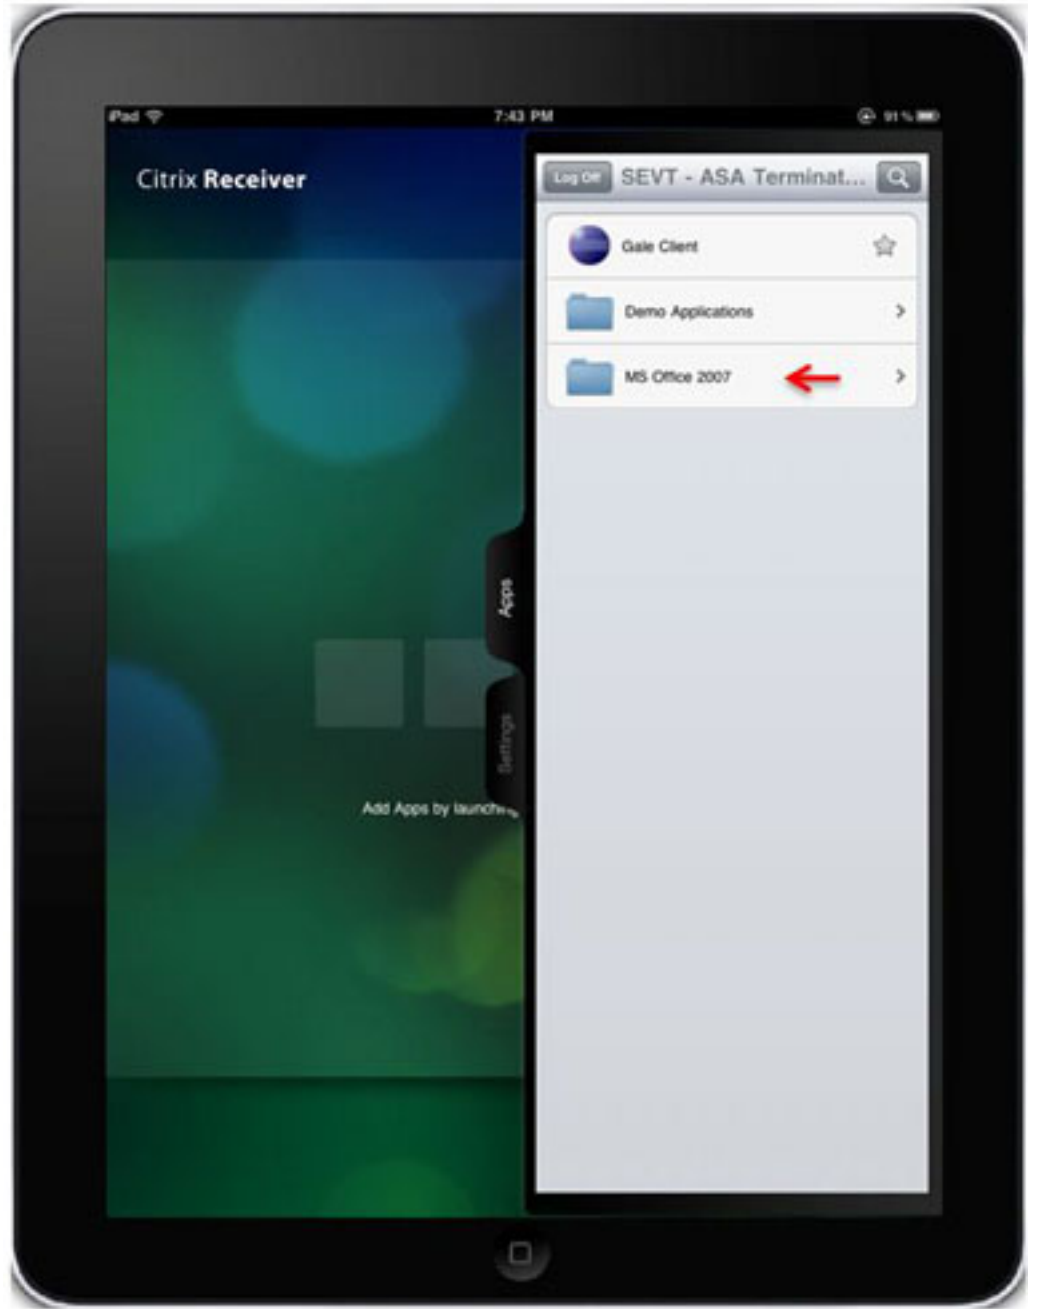 iPad
7:43 PM
91 %
Citrix Receiver
Log Off
SEVT - ASA Terminat...
Gale Client
Demo Applications
MS Office 2007
Apps
Settings
Add Apps by launching